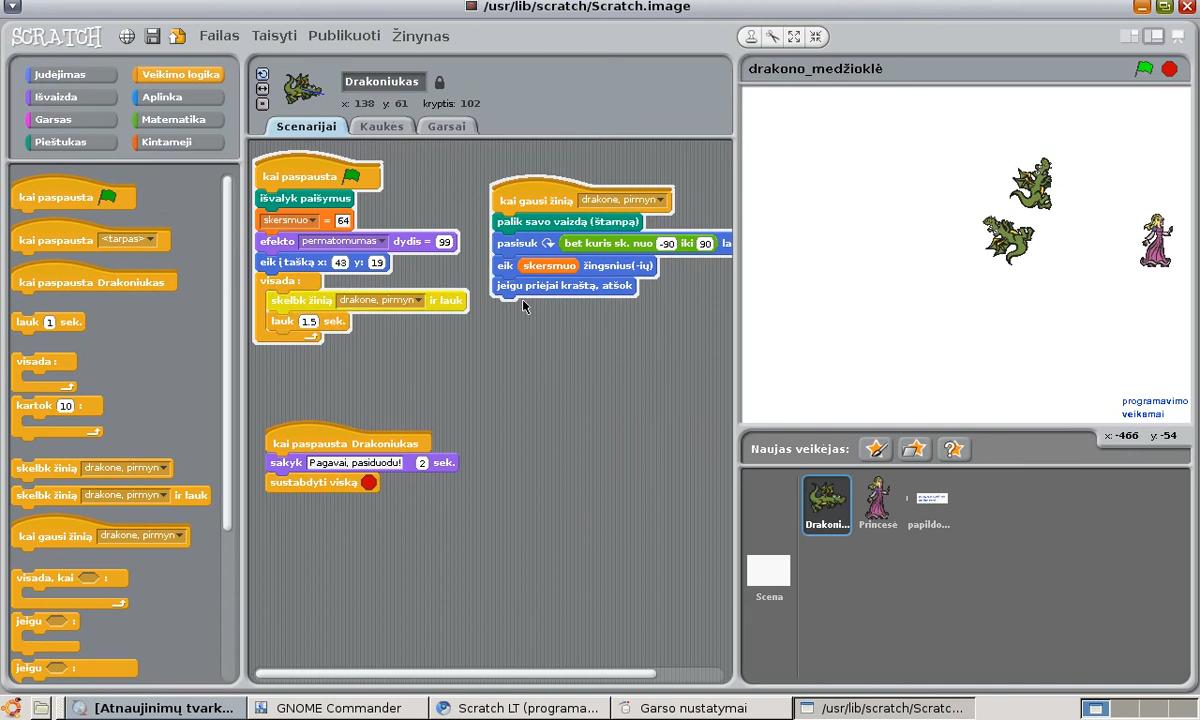 /usr/lib/scratch/Scratch.image
SCRATCH Failas Taisyti Publikuoti Žinynas
Judėjimas Veikimo logika
Išvaizda Aplinka
Garsas Matematika
Pieštukas Kintameji
kai paspausta
kai paspausta <tarpas>
kai paspausta Drakoniukas
lauk 1 sek.
visada :
kartok 10 :
skelbk žinią drakone, pirmyn
skelbk žinią drakone, pirmyn ir lauk
kai gausi žinią drakone, pirmyn
visada, kai :
jeigu :
jeigu :
Drakoniukas
x: 138 y: 61 kryptis: 102
Scenarijai Kaukės Garsai
kai paspausta
išvalyk paišymus
skersmuo = 64
efekto permatomumas dydis = 99
eik į tašką x: 43 y: 19
visada :
skelbk žinią drakone, pirmyn ir lauk
lauk 1.5 sek.
kai gausi žinią drakone, pirmyn
palik savo vaizdą (štampą)
pasisuk bet kuris sk. nuo -90 iki 90 la
eik skersmuo žingsnius(-ių)
jeigu priėjai kraštą, atšok
kai paspausta Drakoniukas
sakyk Pagavai, pasiduodu! 2 sek.
sustabdyti viską
drakono_medžioklė
programavimo
veiksmai
x: -466 y: -54
Naujas veikėjas:
Drakoni... Princesė papildo...
Scena
[Atnaujinimų tvark... GNOME Commander Scratch LT (programa... Garso nustatymai /usr/lib/scratch/Scratc...